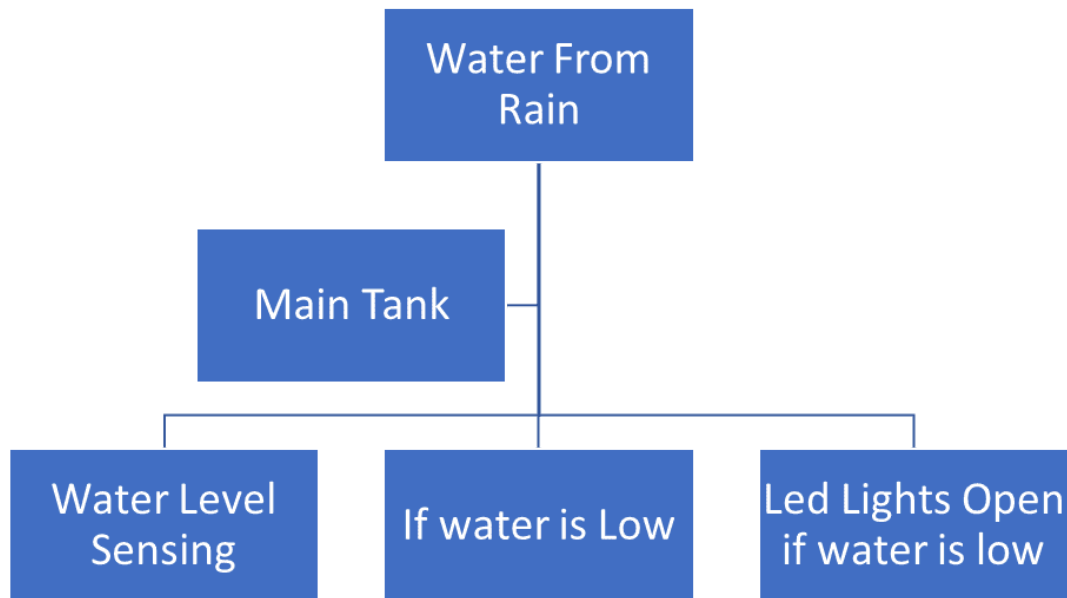 Water From
Rain
Main Tank
Water Level
Sensing
If water is Low
Led Lights Open
if water is low